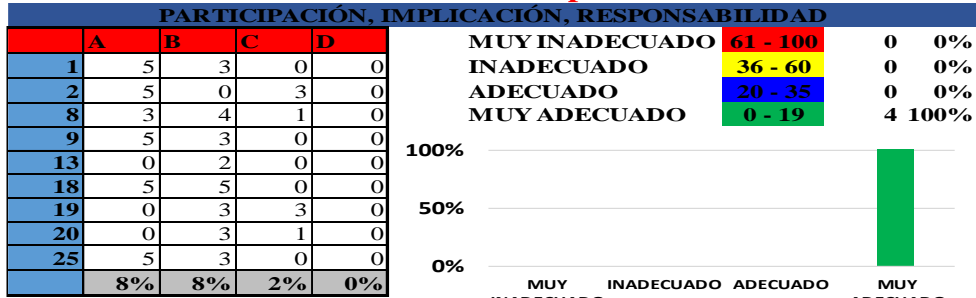 PARTICIPACIÓN, IMPLICACIÓN, RESPONSABILIDAD
A B C D
1 5 3 0 0
2 5 0 3 0
8 3 4 1 0
9 5 3 0 0
13 0 2 0 0
18 5 5 0 0
19 0 3 3 0
20 0 3 1 0
25 5 3 0 0
8% 8% 2% 0%
MUY INADECUADO 61 - 100 0 0%
INADECUADO 36 - 60 0 0%
ADECUADO 20 - 35 0 0%
MUY ADECUADO 0 - 19 4 100%
100%
50%
0%
MUY INADECUADO ADECUADO MUY